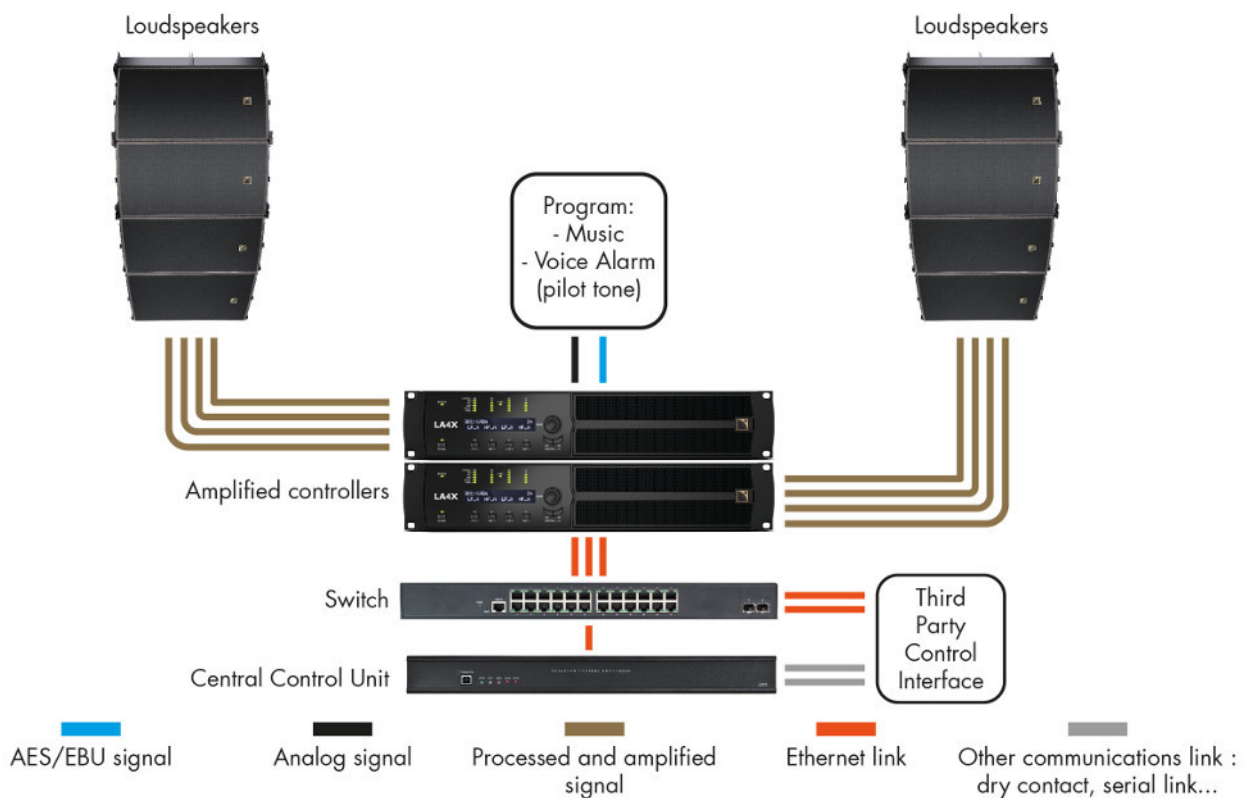 Loudspeakers
Loudspeakers
Program:
- Music
- Voice Alarm
(pilot tone)
LA4X
Amplified controllers
LA4X
Switch
Third
Party
Control
Interface
Central Control Unit
AES/EBU signal
Analog signal
Processed and amplified
signal
Ethernet link
Other communications link :
dry contact, serial link...